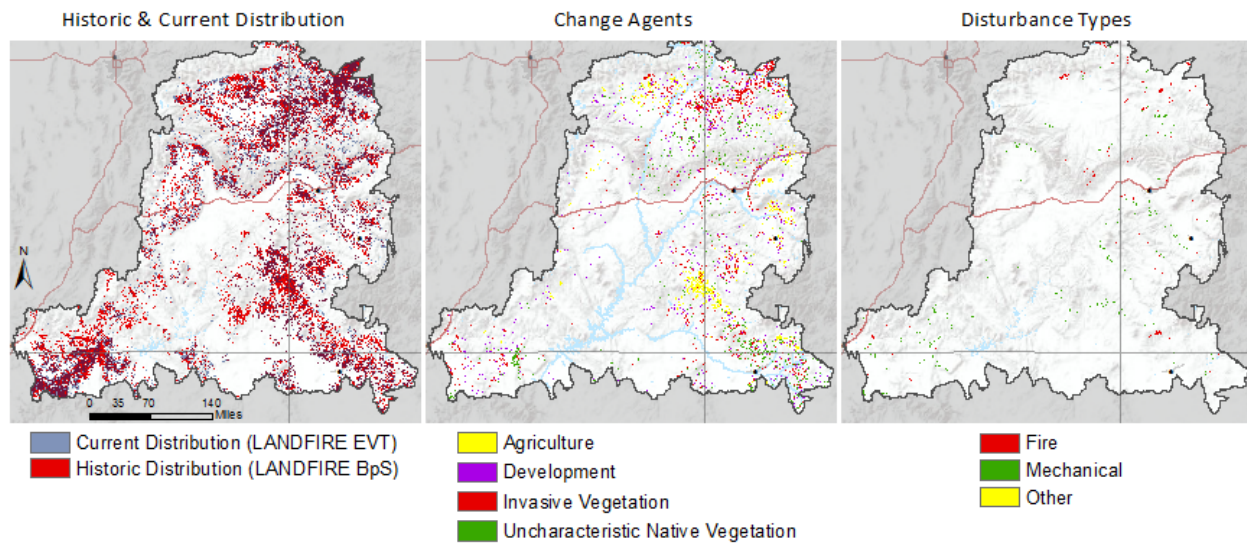 Historic & Current Distribution
Change Agents
Disturbance Types
N
0 35 70 140
Miles
Current Distribution (LANDFIRE EVT)
Historic Distribution (LANDFIRE BpS)
Agriculture
Development
Invasive Vegetation
Uncharacteristic Native Vegetation
Fire
Mechanical
Other